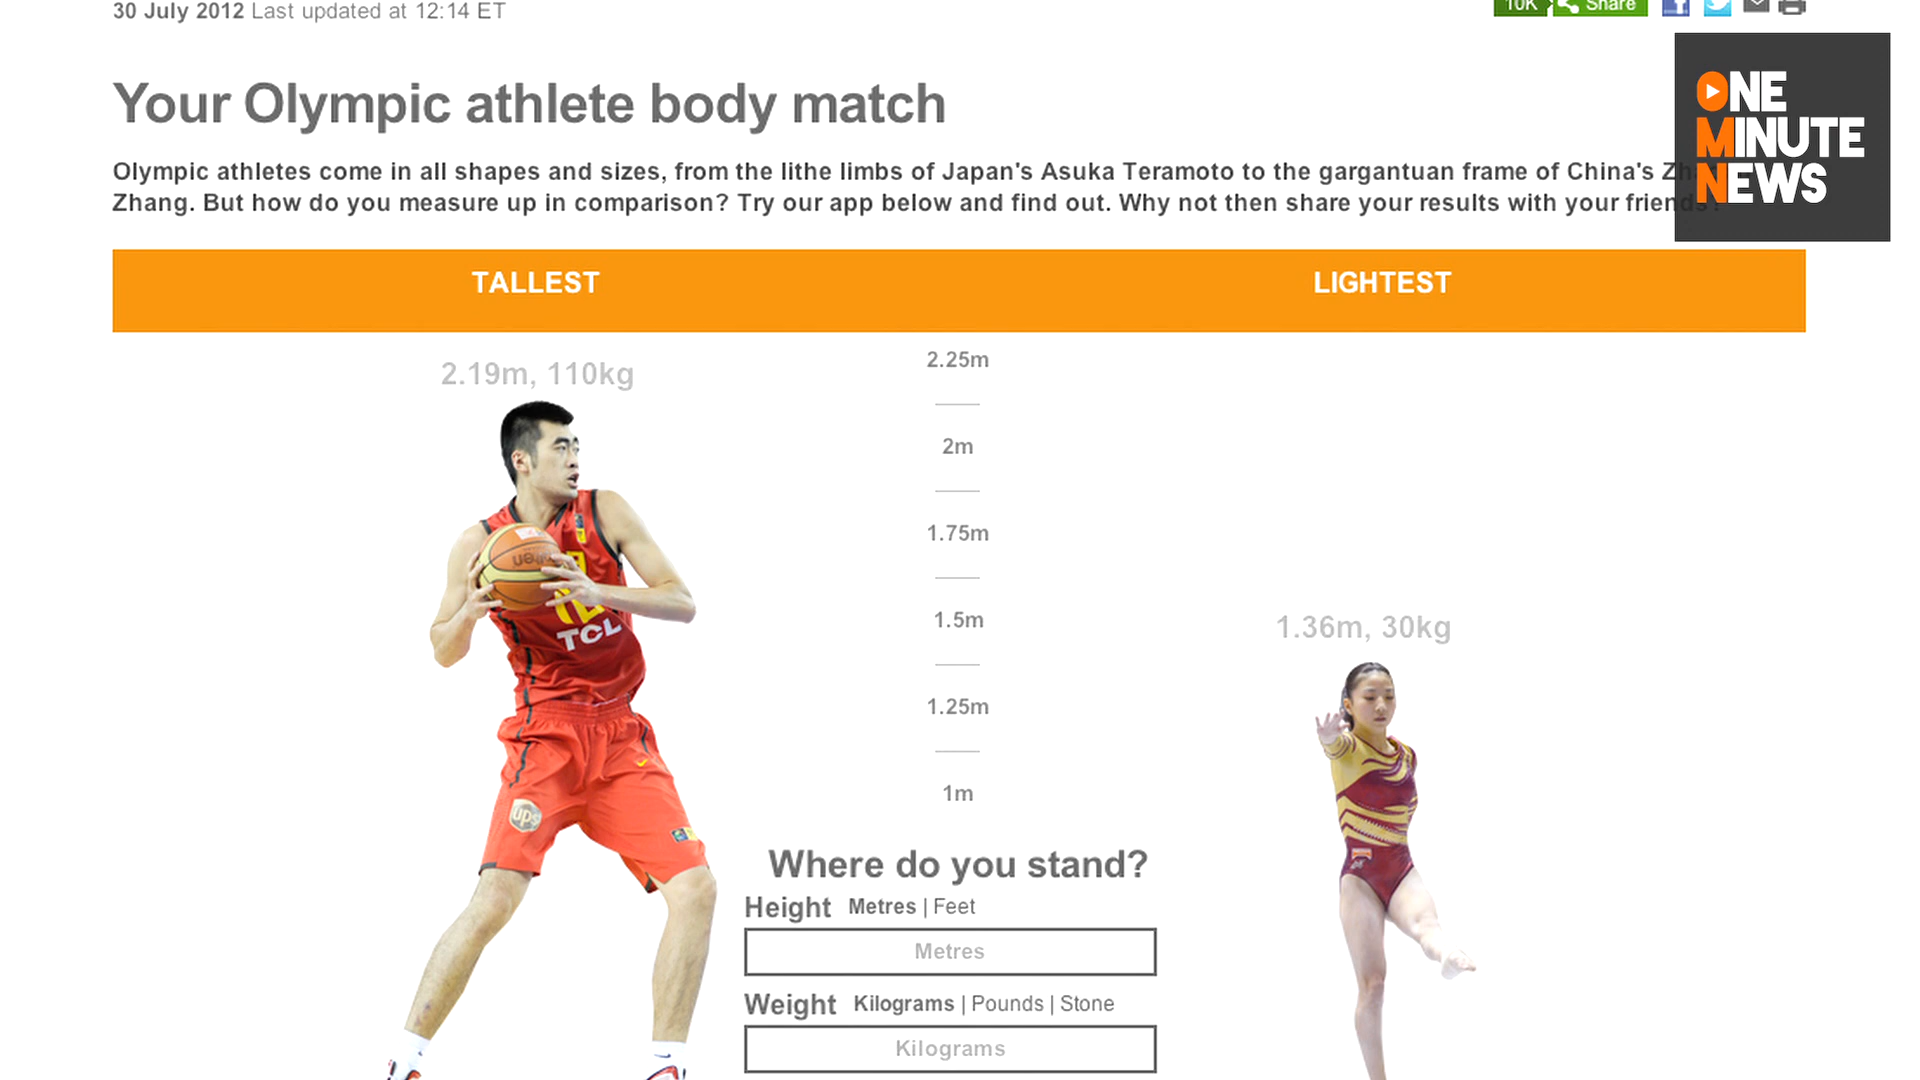 30 July 2012 Last updated at 12:14 ET
10K Share
Your Olympic athlete body match
ONE
MINUTE
NEWS
Olympic athletes come in all shapes and sizes, from the lithe limbs of Japan's Asuka Teramoto to the gargantuan frame of China's
Zhang. But how do you measure up in comparison? Try our app below and find out. Why not then share your results with your friends?
TALLEST
LIGHTEST
2.19m, 110kg
2.25m
2m
1.75m
1.5m
1.36m, 30kg
TCL
1.25m
1m
ups
Where do you stand?
Height Metres | Feet
Metres
Weight Kilograms | Pounds | Stone
Kilograms